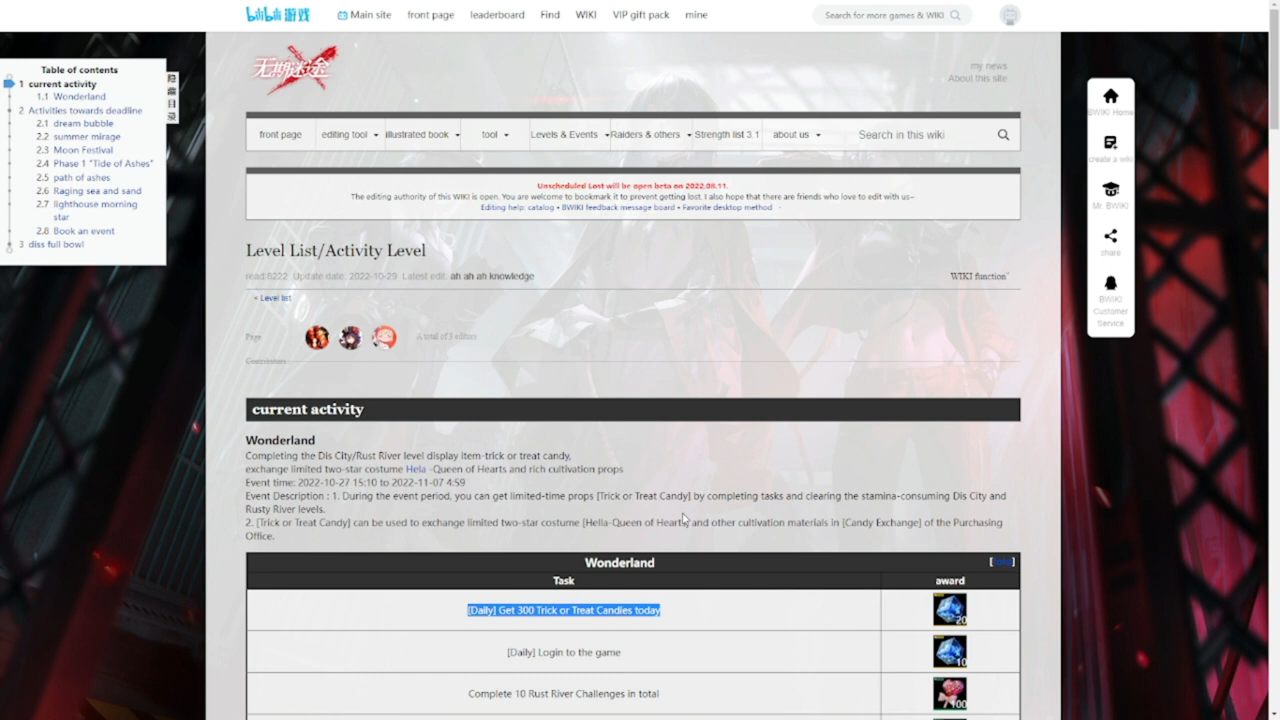 bilibili 游戏
Main site
front page
leaderboard
Find
WIKI
VIP gift pack
mine
Search for more games & WIKI
Table of contents
1 current activity
1.1 Wonderland
2 Activities towards deadline
2.1 dream bubble
2.2 summer mirage
2.3 Moon Festival
2.4 Phase 1 "Tide of Ashes"
2.5 path of ashes
2.6 Raging sea and sand
2.7 lighthouse morning
star
2.8 Book an event
3 diss full bowl
隐藏目录
无期迷途
my news
About this site
front page
editing tool
illustrated book
tool
Levels & Events
Raiders & others
Strength list 3.1
about us
Search in this wiki
Unscheduled Lost will be open beta on 2022.08.11.
The editing authority of this WIKI is open. You are welcome to bookmark it to prevent getting lost. I also hope that there are friends who love to edit with us~
Editing help: catalog • BWIKI feedback message board • Favorite desktop method
Level List/Activity Level
read:8222 Update date: 2022-10-29 Latest edit: ah ah ah knowledge
WIKI function
< Level list
Page
A total of 3 editors
Contributors
BWIKI Home
create a wiki
Mr. BWIKI
share
BWIKI
Customer
Service
current activity
Wonderland
Completing the Dis City/Rust River level display item-trick or treat candy,
exchange limited two-star costume Hela -Queen of Hearts and rich cultivation props
Event time: 2022-10-27 15:10 to 2022-11-07 4:59
Event Description : 1. During the event period, you can get limited-time props [Trick or Treat Candy] by completing tasks and clearing the stamina-consuming Dis City and
Rusty River levels.
2. [Trick or Treat Candy] can be used to exchange limited two-star costume [Hella-Queen of Hearts and other cultivation materials in [Candy Exchange] of the Purchasing
Office.
Wonderland
Task
award
[Daily] Get 300 Trick or Treat Candies today
20
[Daily] Login to the game
10
Complete 10 Rust River Challenges in total
100